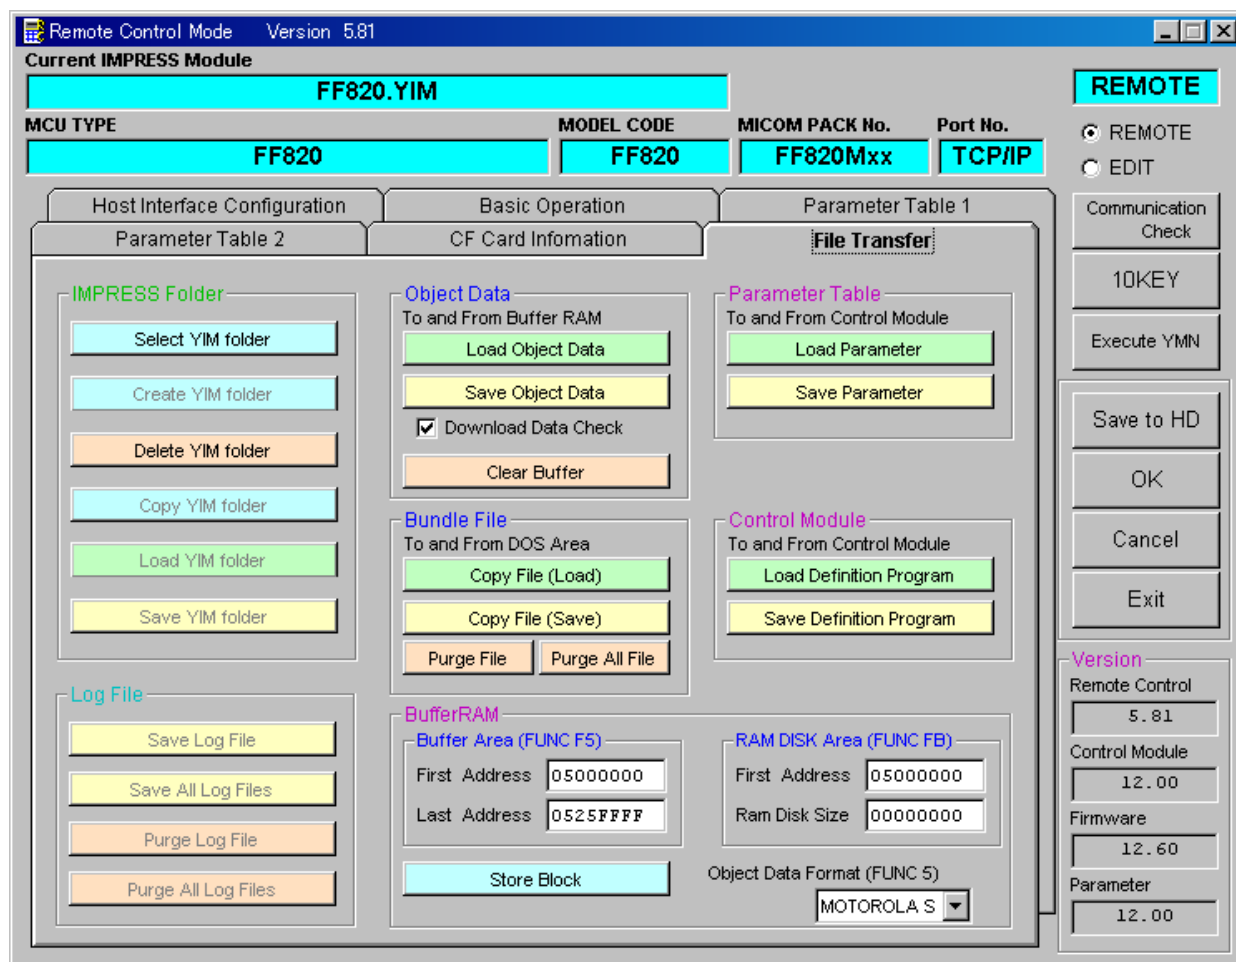 Remote Control Mode Version 5.81
Current IMPRESS Module
FF820.YIM
REMOTE
MCU TYPE
MODEL CODE
MICOM PACK No.
Port No.
FF820
FF820
FF820Mxx
TCP/IP
REMOTE
EDIT
Host Interface Configuration
Basic Operation
Parameter Table 1
Parameter Table 2
CF Card Infomation
File Transfer
Communication
Check
10KEY
Execute YMN
Save to HD
OK
Cancel
Exit
IMPRESS Folder
Select YIM folder
Create YIM folder
Delete YIM folder
Copy YIM folder
Load YIM folder
Save YIM folder
Log File
Save Log File
Save All Log Files
Purge Log File
Purge All Log Files
Object Data
To and From Buffer RAM
Load Object Data
Save Object Data
Download Data Check
Clear Buffer
Bundle File
To and From DOS Area
Copy File (Load)
Copy File (Save)
Purge File
Purge All File
Parameter Table
To and From Control Module
Load Parameter
Save Parameter
Control Module
To and From Control Module
Load Definition Program
Save Definition Program
BufferRAM
Buffer Area (FUNC F5)
First Address 05000000
Last Address 0525FFFF
RAM DISK Area (FUNC FB)
First Address 05000000
Ram Disk Size 00000000
Store Block
Object Data Format (FUNC 5)
MOTOROLA S
Version
Remote Control
5.81
Control Module
12.00
Firmware
12.60
Parameter
12.00